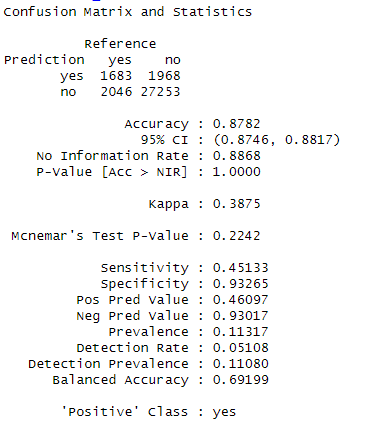 Confusion Matrix and Statistics
Reference
Prediction yes no
yes 1683 1968
no 2046 27253
Accuracy : 0.8782
95% CI : (0.8746, 0.8817)
No Information Rate : 0.8868
P-Value [Acc > NIR] : 1.0000
Kappa : 0.3875
Mcnemar's Test P-Value : 0.2242
Sensitivity : 0.45133
Specificity : 0.93265
Pos Pred Value : 0.46097
Neg Pred Value : 0.93017
Prevalence : 0.11317
Detection Rate : 0.05108
Detection Prevalence : 0.11080
Balanced Accuracy : 0.69199
'Positive' Class : yes